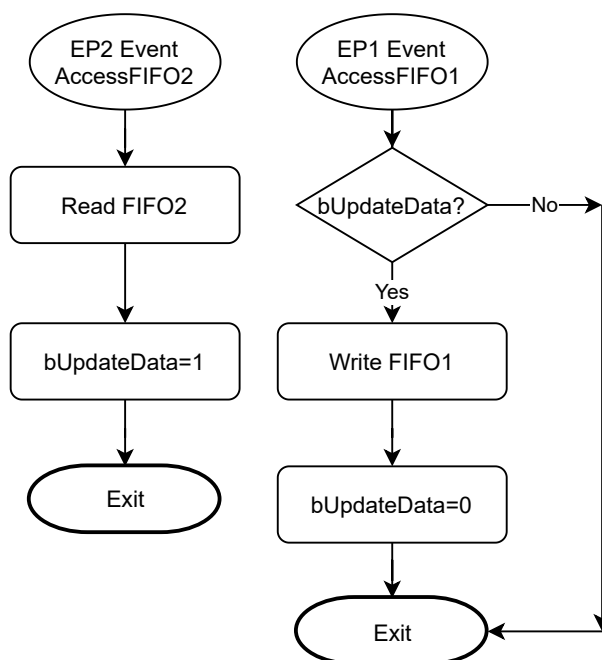 EP2 Event
AccessFIFO2
Read FIFO2
bUpdateData=1
Exit
EP1 Event
AccessFIFO1
bUpdateData?
No
Yes
Write FIFO1
bUpdateData=0
Exit